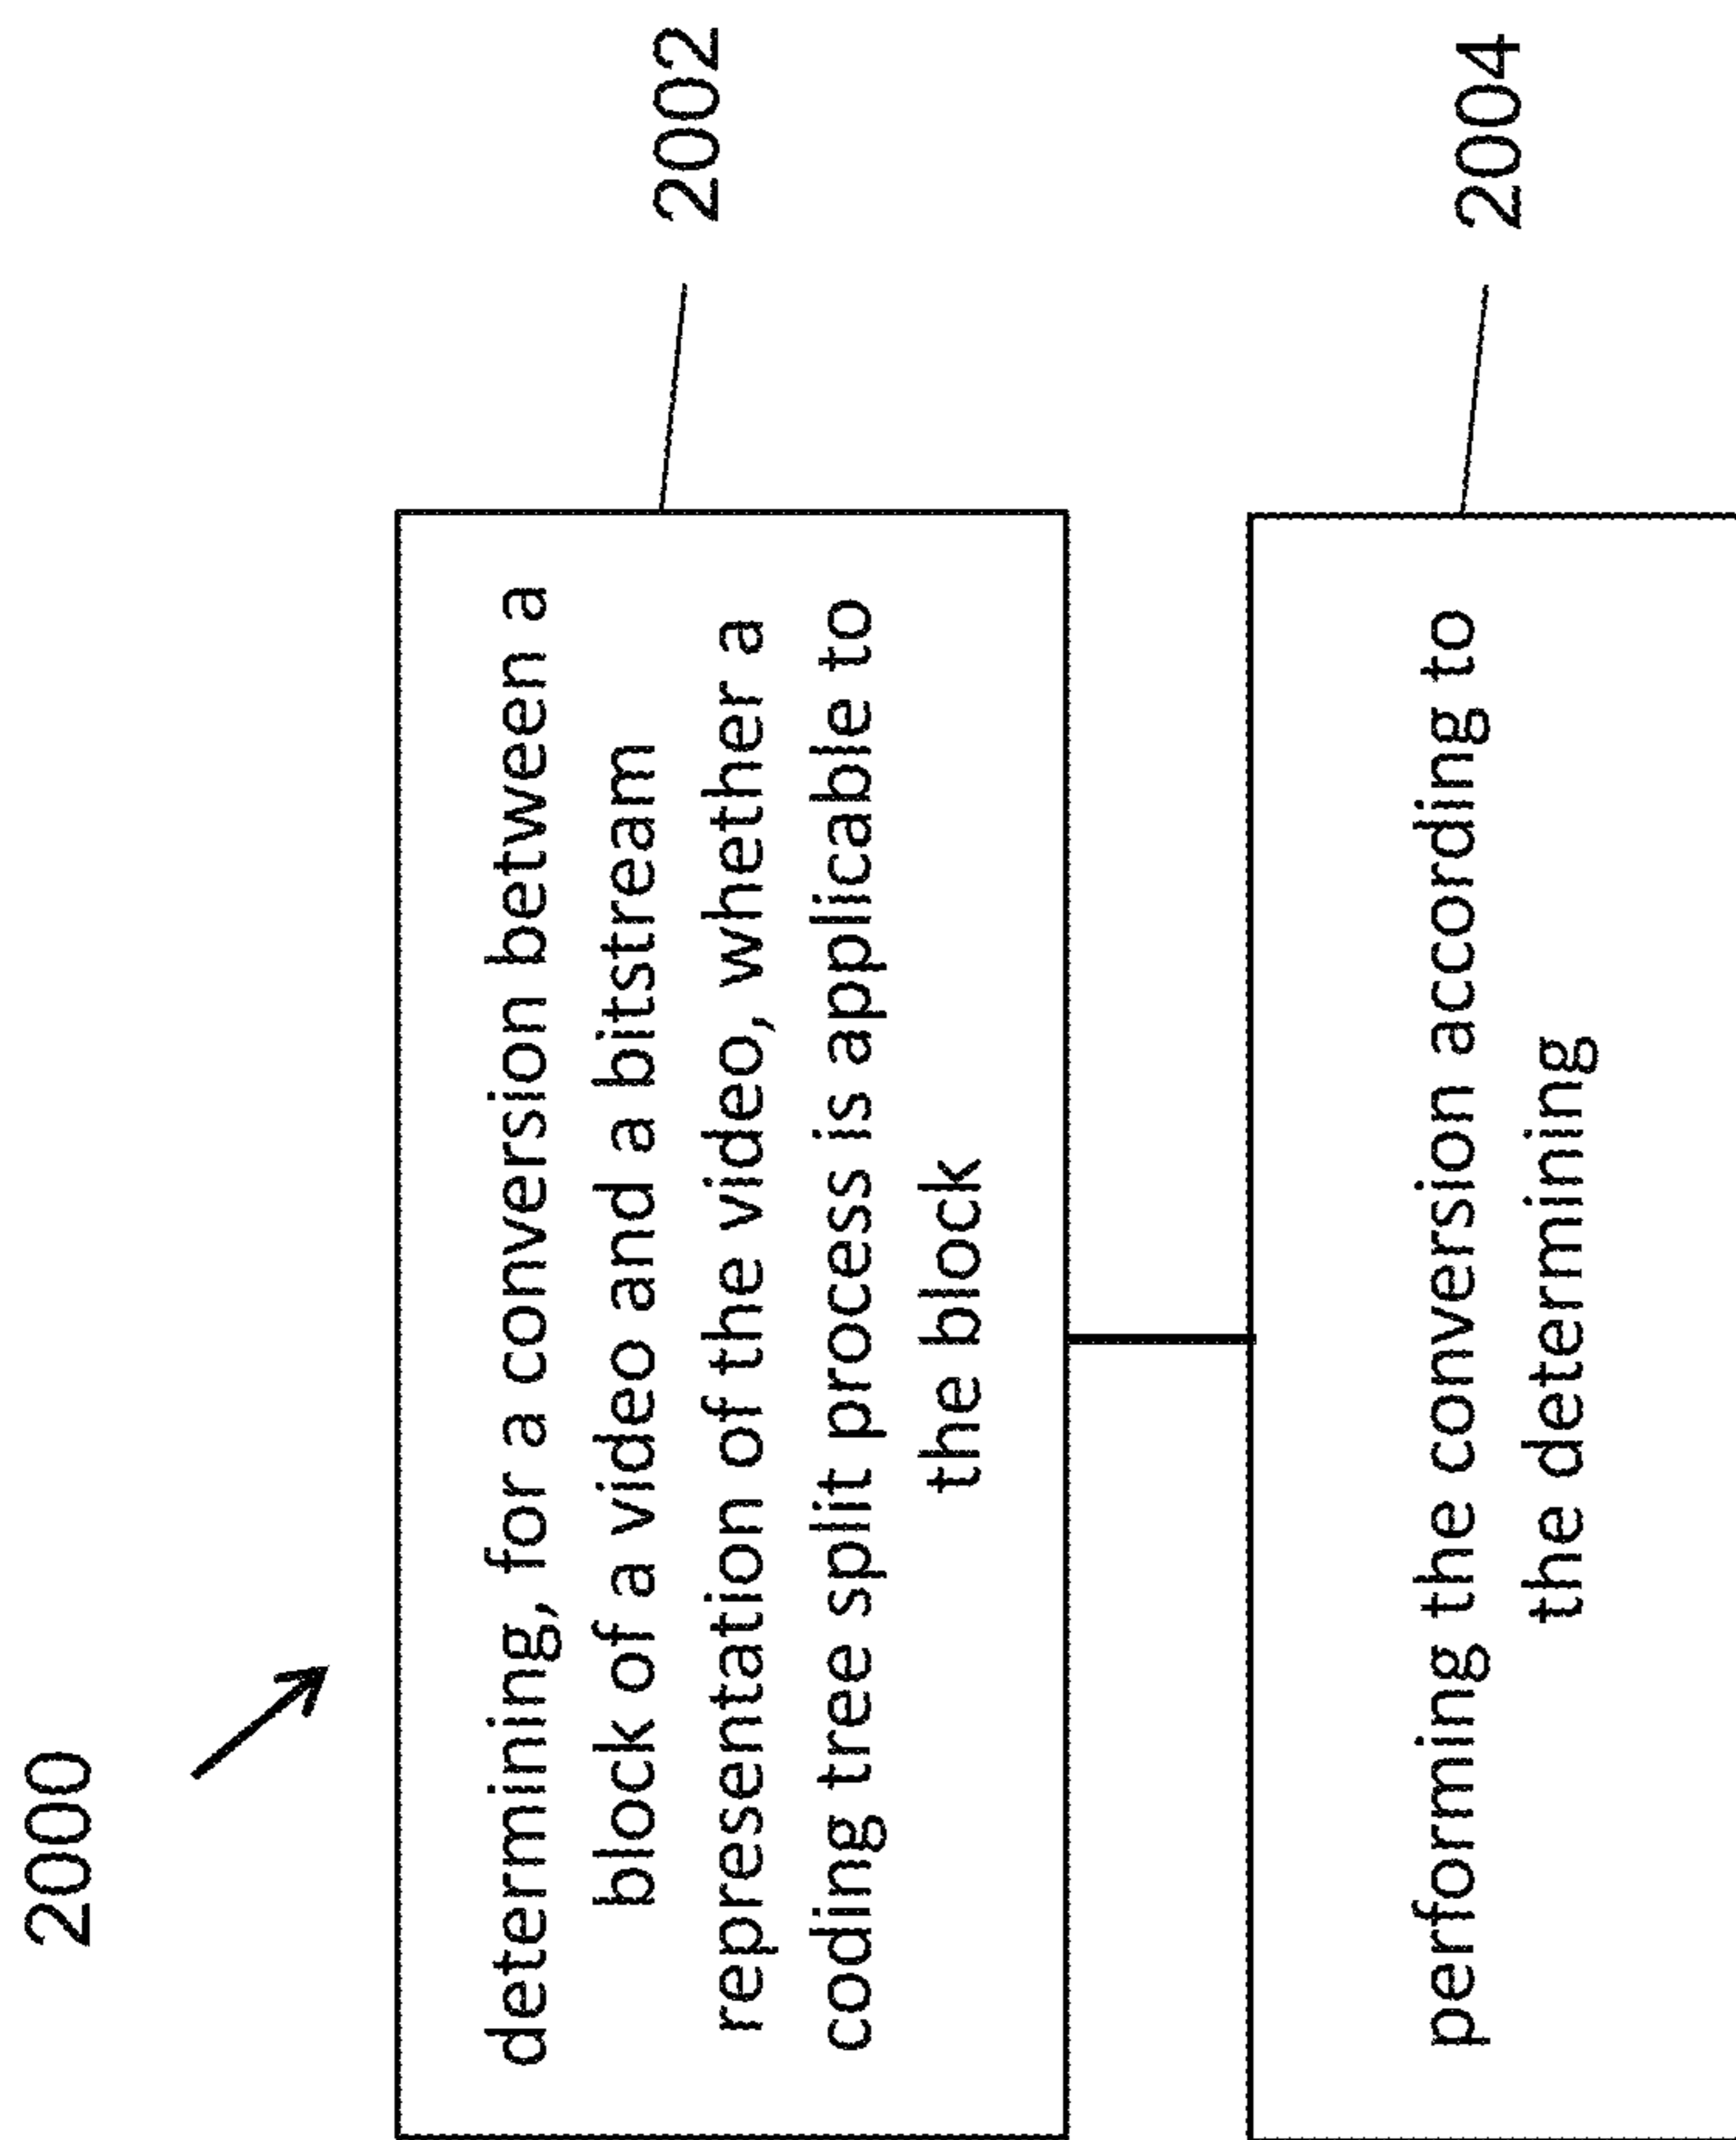 2000
determining, for a conversion between a
block of a video and a bitstream
representation of the video, whether a
coding tree split process is applicable to
the block
2002
performing the conversion according to
the determining
2004